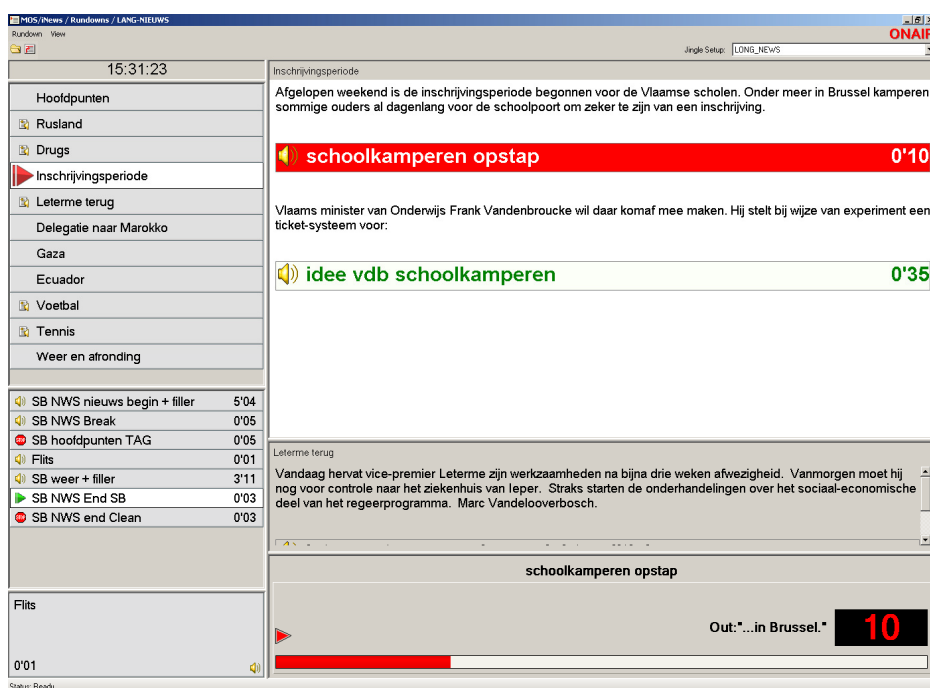 MOS/iNews / Rundowns / LANG-NIEUWS
Rundown View
ONAIR
Jingle Setup: LONG_NEWS
15:31:23
Hoofdpunten
Rusland
Drugs
Inschrijvingsperiode
Leterme terug
Delegatie naar Marokko
Gaza
Ecuador
Voetbal
Tennis
Weer en afronding
SB NWS nieuws begin + filler 5'04
SB NWS Break 0'05
SB hoofdpunten TAG 0'05
Flits 0'01
SB weer + filler 3'11
SB NWS End SB 0'03
SB NWS end Clean 0'03
Flits
0'01
Inschrijvingsperiode
Afgelopen weekend is de inschrijvingsperiode begonnen voor de Vlaamse scholen. Onder meer in Brussel kamperen
sommige ouders al dagenlang voor de schoolpoort om zeker te zijn van een inschrijving.
schoolkamperen opstap 0'10
Vlaams minister van Onderwijs Frank Vandenbroucke wil daar komaf mee maken. Hij stelt bij wijze van experiment een
ticket-systeem voor:
idee vdb schoolkamperen 0'35
Leterme terug
Vandaag hervat vice-premier Leterme zijn werkzaamheden na bijna drie weken afwezigheid. Vanmorgen moet hij
nog voor controle naar het ziekenhuis van Ieper. Straks starten de onderhandelingen over het sociaal-economische
deel van het regeerprogramma. Marc Vandelooverbosch.
schoolkamperen opstap
Out:"...in Brussel." 10
Status: Ready